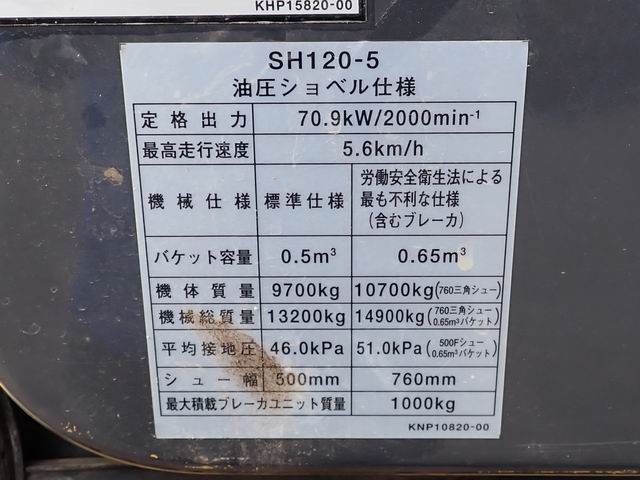 KHP15820-00
SH120-5
油圧ショベル仕様
定格出力 70.9kW/2000min⁻¹
最高走行速度 5.6km/h
機械仕様 標準仕様 労働安全衛生法による
最も不利な仕様
(含むブレーカ)
バケット容量 0.5m³ 0.65m³
機体質量 9700kg 10700kg(760三角シュー)
機械総質量 13200kg 14900kg(760三角シュー 0.65m³バケット)
平均接地圧 46.0kPa 51.0kPa(500Fシュー 0.65m³バケット)
シュー幅 500mm 760mm
最大積載ブレーカユニット質量 1000kg
KNP10820-00